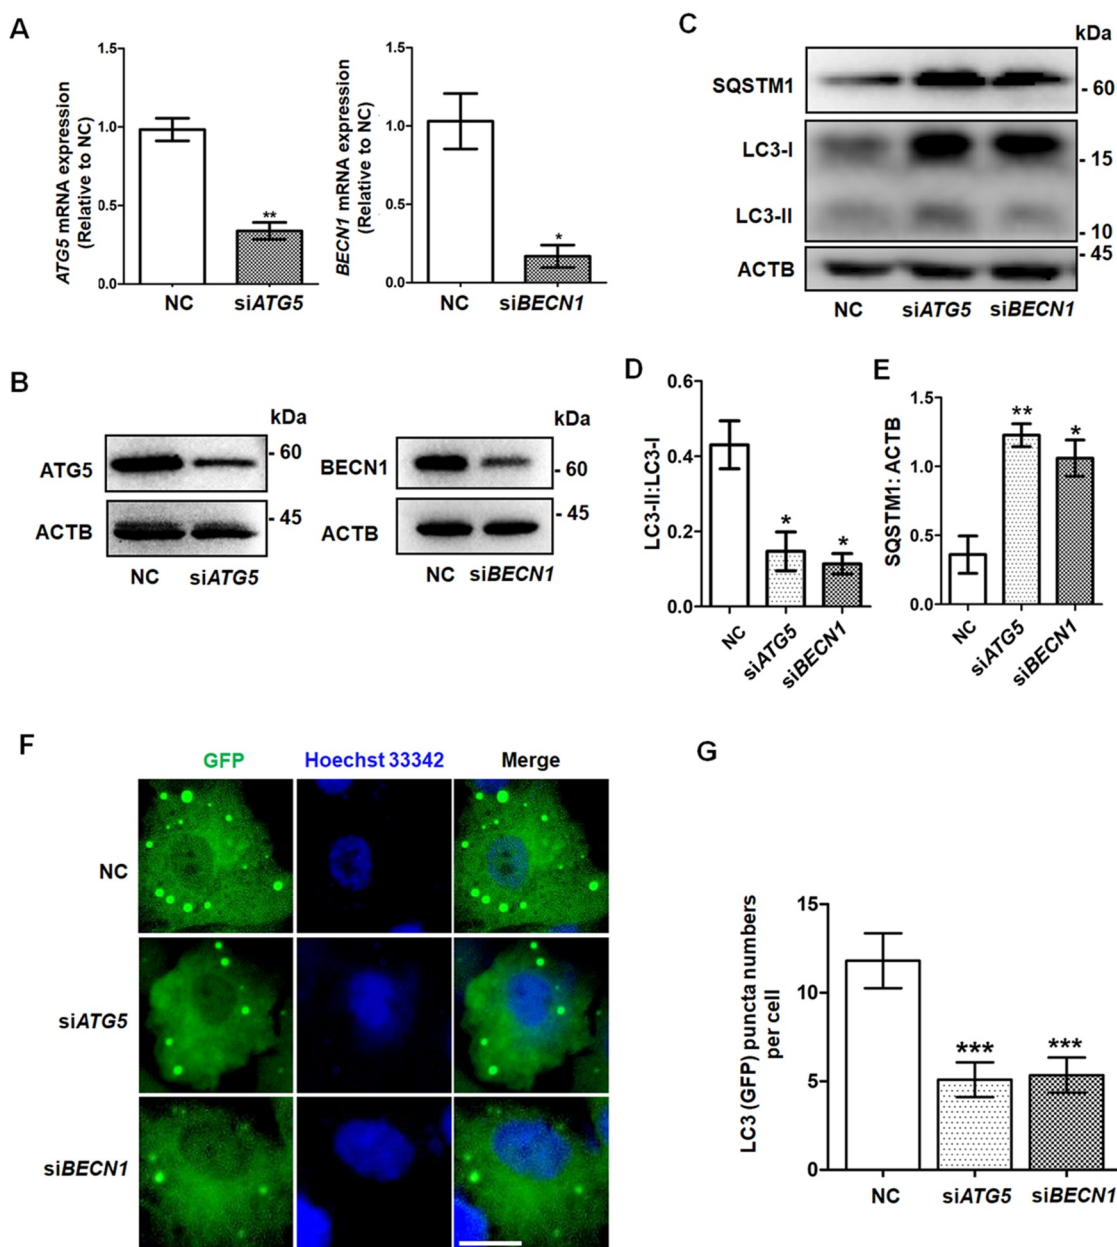 A
1.5
1.0
0.5
0.0
ATG5 mRNA expression
(Relative to NC)
**
NC
siATG5
1.5
1.0
0.5
0.0
BECN1 mRNA expression
(Relative to NC)
*
NC
siBECN1
C
kDa
SQSTM1
- 60
LC3-I
- 15
LC3-II
- 10
- 45
ACTB
NC
siATG5
siBECN1
B
kDa
ATG5
- 60
- 45
ACTB
NC
siATG5
kDa
BECN1
- 60
- 45
ACTB
NC
siBECN1
D
0.6
0.4
0.2
0.0
LC3-II:LC3-I
*
*
NC
siATG5
siBECN1
E
1.5
1.0
0.5
0.0
SQSTM1: ACTB
**
*
NC
siATG5
siBECN1
F
GFP
Hoechst 33342
Merge
NC
siATG5
siBECN1
G
15
10
5
0
LC3 (GFP) puncta numbers
per cell
***
***
NC
siATG5
siBECN1